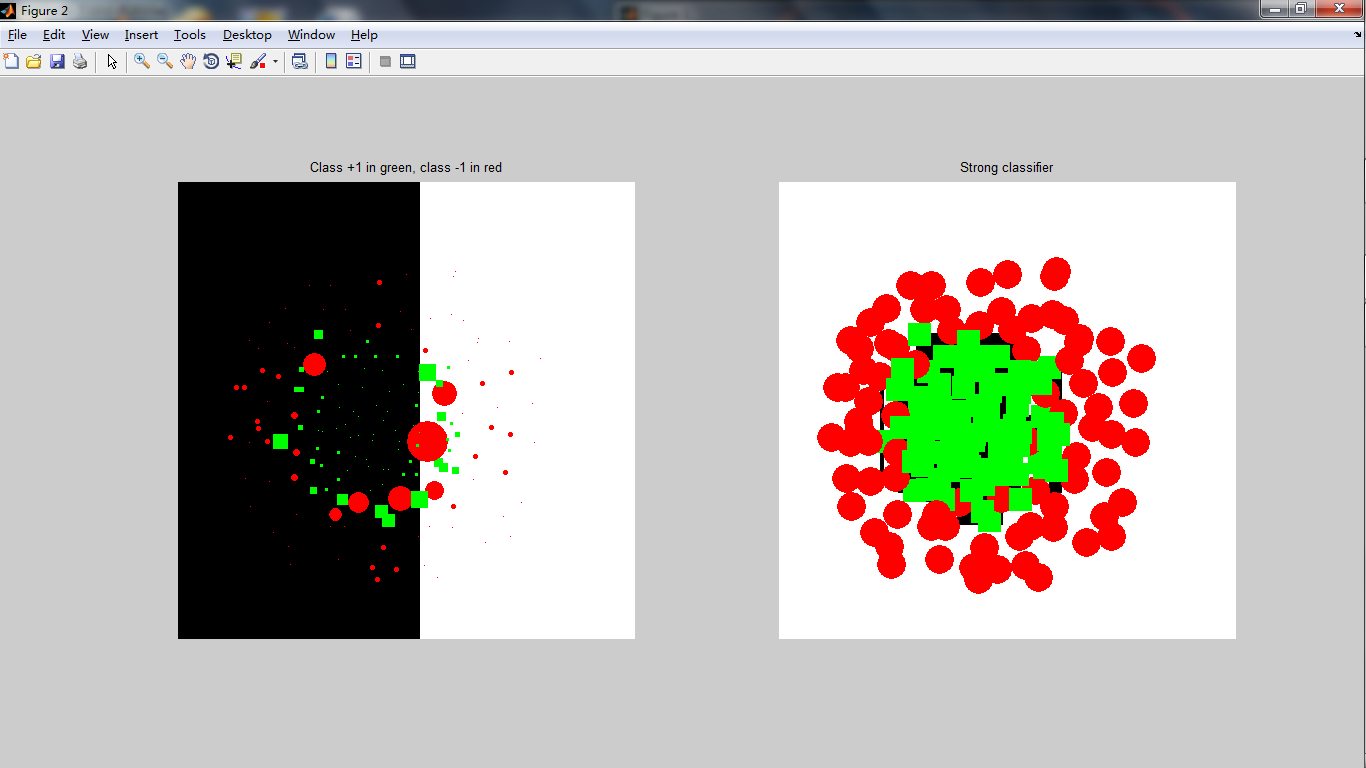 Figure 2
File Edit View Insert Tools Desktop Window Help
Class +1 in green, class -1 in red
Strong classifier